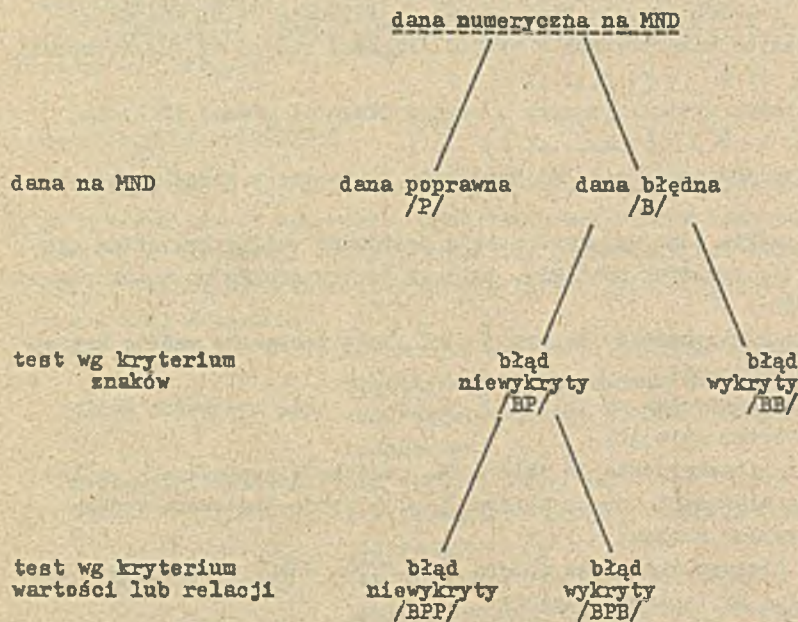 dana numeryczna na MND
dana na MND dana poprawna dana błędna
/P/ /B/
test wg kryterium błąd błąd
znaków niewykryty wykryty
/BP/ /BB/
test wg kryterium błąd błąd
wartości lub relacji niewykryty wykryty
/BPP/ /BPB/